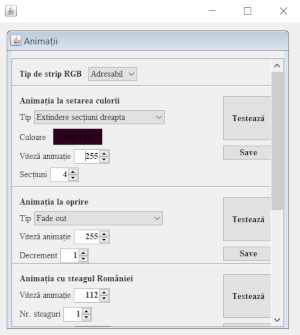 Animații
Tip de strip RGB Adresabil
Animația la setarea culorii
Tip Extindere secțiuni dreapta
Testează
Culoare
Viteză animație 255
Save
Secțiuni 4
Animația la oprire
Tip Fade out
Testează
Viteză animație 255
Decrement 1
Save
Animația cu steagul României
Viteză animație 112
Testează
Nr. steaguri 1